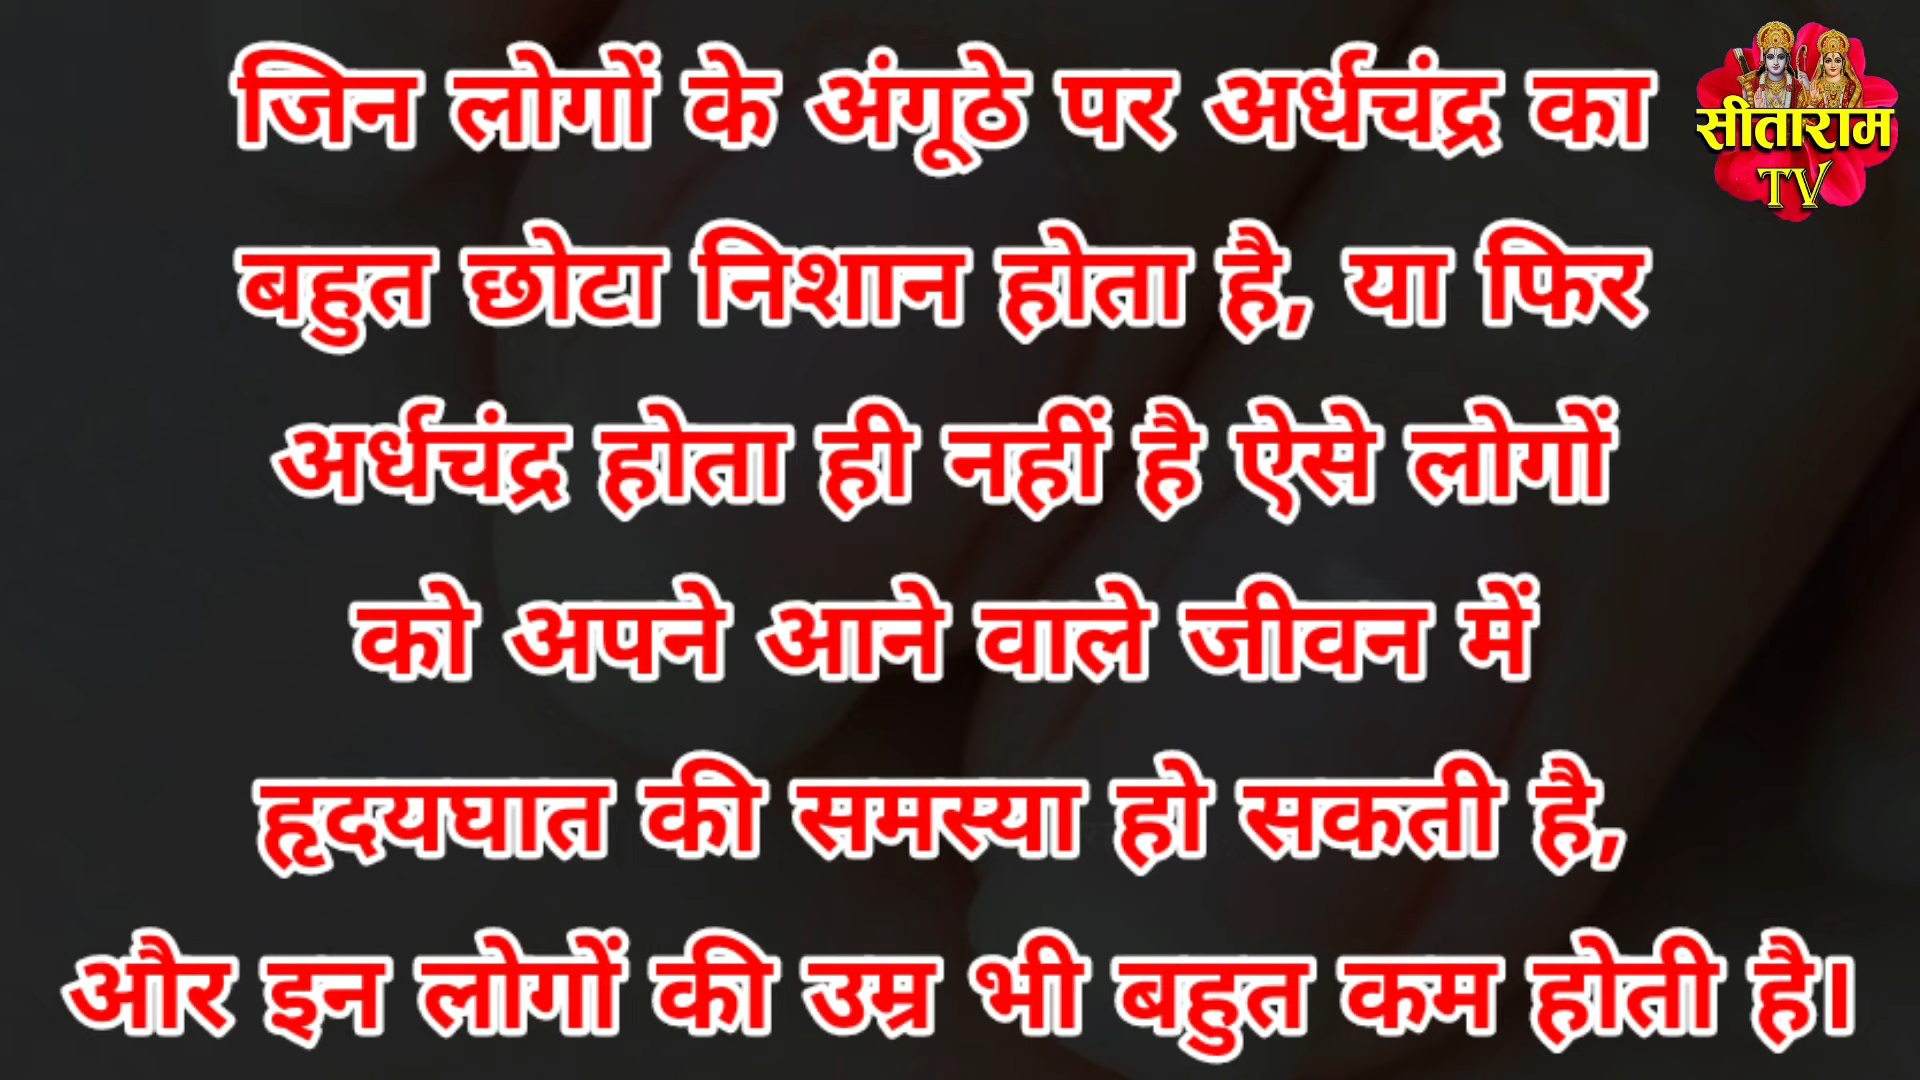 जिन लोगों के अंगूठे पर अर्धचंद्र का
बहुत छोटा निशान होता है, या फिर
अर्धचंद्र होता ही नहीं है ऐसे लोगों
को अपने आने वाले जीवन में
हृदयघात की समस्या हो सकती है,
और इन लोगों की उम्र भी बहुत कम होती है।
सीताराम
TV